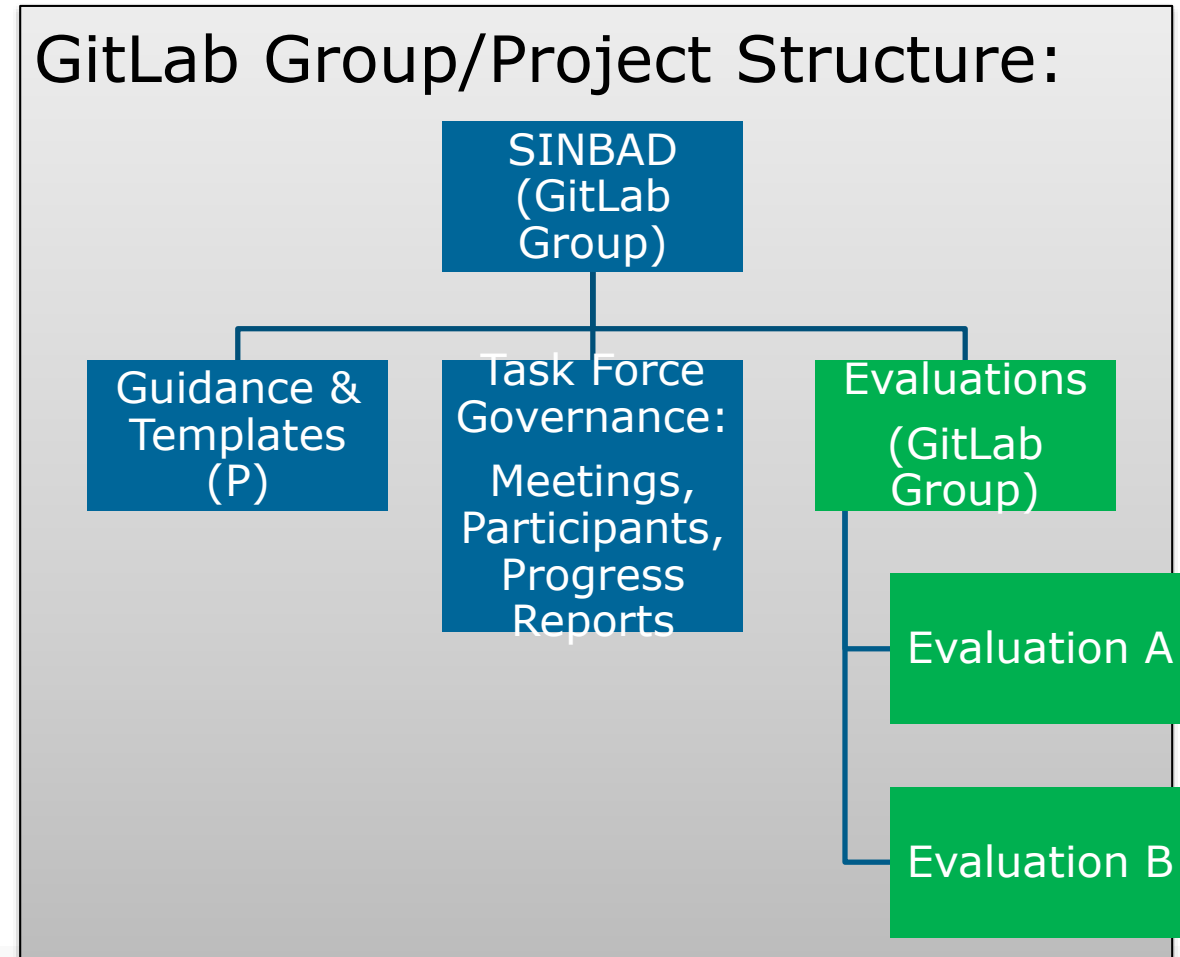 GitLab Group/Project Structure:
SINBAD
(GitLab
Group)
Guidance &
Templates
(P)
Task Force
Governance:
Meetings,
Participants,
Progress
Reports
Evaluations
(GitLab
Group)
Evaluation A
Evaluation B